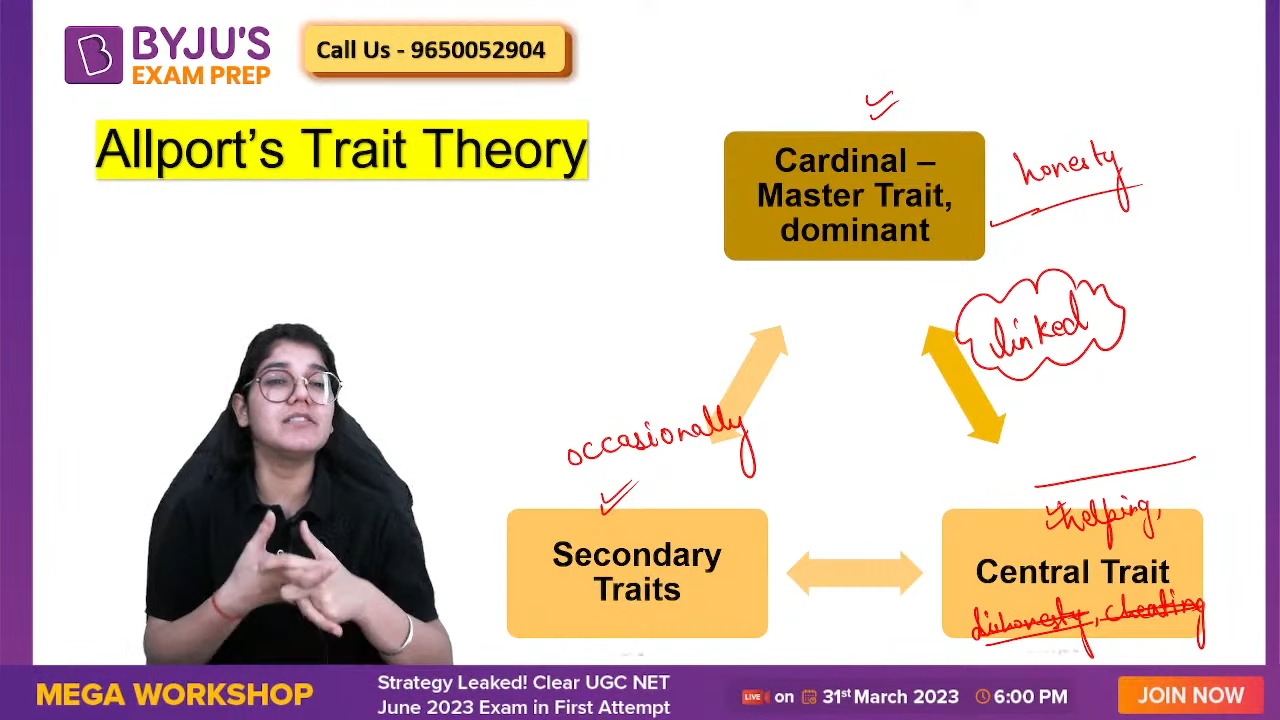 BYJU'S
EXAM PREP
Call Us - 9650052904
Allport's Trait Theory
Cardinal –
Master Trait,
dominant
honesty
linked
occasionally
Secondary
Traits
helping,
Central Trait
dishonesty, cheating
MEGA WORKSHOP
Strategy Leaked! Clear UGC NET
June 2023 Exam in First Attempt
LIVE on 31st March 2023 6:00 PM
JOIN NOW